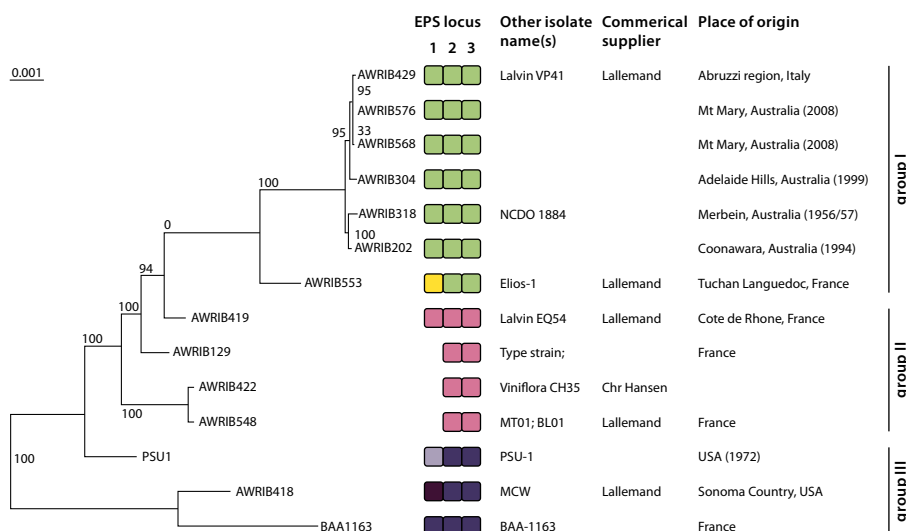 EPS locus Other isolate name(s) Commerical supplier Place of origin
1 2 3
0.001
AWRIB429 Lalvin VP41 Lallemand Abruzzi region, Italy
95
AWRIB576 Mt Mary, Australia (2008)
95 33
AWRIB568 Mt Mary, Australia (2008)
AWRIB304 Adelaide Hills, Australia (1999)
100
AWRIB318 NCDO 1884 Merbein, Australia (1956/57)
0
100
AWRIB202 Coonawara, Australia (1994)
94
AWRIB553 Elios-1 Lallemand Tuchan Languedoc, France
group I
100
AWRIB419 Lalvin EQ54 Lallemand Cote de Rhone, France
100
AWRIB129 Type strain; France
AWRIB422 Viniflora CH35 Chr Hansen
100
AWRIB548 MT01; BL01 Lallemand France
group II
100
PSU1 PSU-1 USA (1972)
AWRIB418 MCW Lallemand Sonoma Country, USA
BAA1163 BAA-1163 France
group III